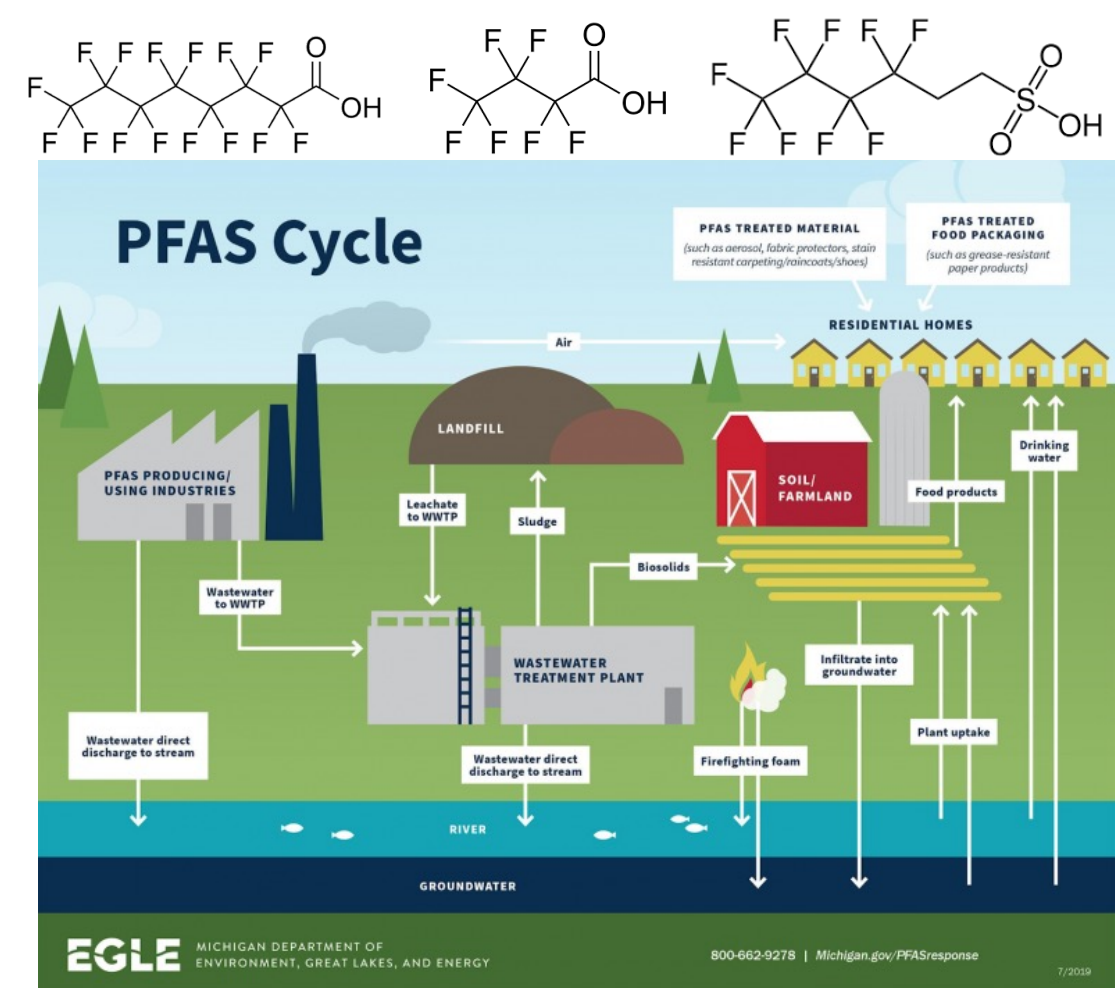 F F F F F F O
F
OH
F F F F F F F F
F F O
F
OH
F F F F
F F F F
O
F
S
OH
F F F F O
PFAS Cycle
PFAS TREATED MATERIAL
(such as aerosol, fabric protectors, stain
resistant carpeting/raincoats/shoes)
PFAS TREATED
FOOD PACKAGING
(such as grease-resistant
paper products)
RESIDENTIAL HOMES
Air
LANDFILL
PFAS PRODUCING/
USING INDUSTRIES
Leachate
to WWTP
Sludge
SOIL/
FARMLAND
Food products
Drinking
water
Biosolids
Wastewater
to WWTP
WASTEWATER
TREATMENT PLANT
Infiltrate into
groundwater
Plant uptake
Wastewater direct
discharge to stream
Wastewater direct
discharge to stream
Firefighting foam
RIVER
GROUNDWATER
EGLE
MICHIGAN DEPARTMENT OF
ENVIRONMENT, GREAT LAKES, AND ENERGY
800-662-9278 | Michigan.gov/PFASresponse
7/2019